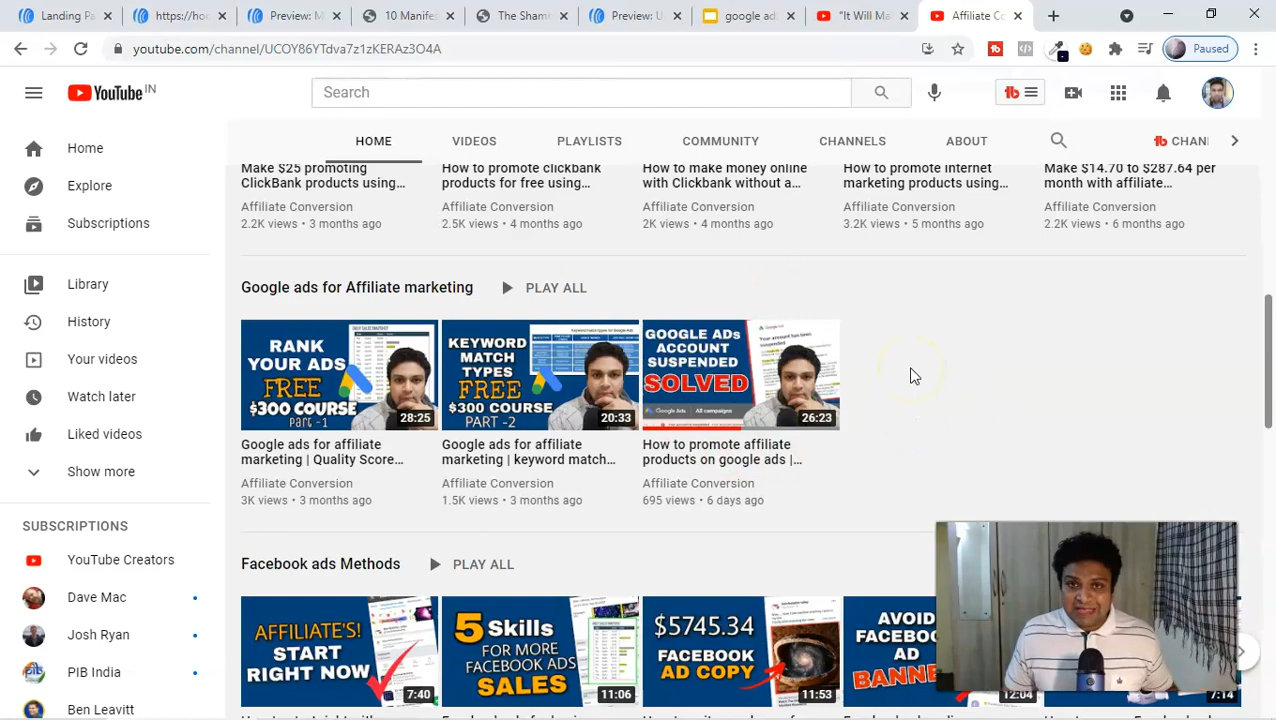 Landing Pa
https://ho
Preview: M
10 Manifes
The Sham
Preview: U
google ads
"It Will Ma
Affiliate Co
youtube.com/channel/UCOY86YTdva7z1zKERAz3O4A
Paused
YouTube IN
Search
Home
Explore
Subscriptions
Library
History
Your videos
Watch later
Liked videos
Show more
SUBSCRIPTIONS
YouTube Creators
Dave Mac
Josh Ryan
PIB India
Ben Leavitt
HOME VIDEOS PLAYLISTS COMMUNITY CHANNELS ABOUT CHANI
Make $25 promoting
ClickBank products using...
Affiliate Conversion
2.2K views • 3 months ago
How to promote clickbank
products for free using...
Affiliate Conversion
2.5K views • 4 months ago
How to make money online
with Clickbank without a...
Affiliate Conversion
2K views • 4 months ago
How to promote internet
marketing products using...
Affiliate Conversion
3.2K views • 5 months ago
Make $14.70 to $287.64 per
month with affiliate...
Affiliate Conversion
2.2K views • 6 months ago
Google ads for Affiliate marketing PLAY ALL
RANK
YOUR ADS
FREE
$300 COURSE
PART -1
28:25
Google ads for affiliate
marketing | Quality Score...
Affiliate Conversion
3K views • 3 months ago
KEYWORD
MATCH
TYPES
FREE
$300 COURSE
PART -2
20:33
Google ads for affiliate
marketing | keyword match...
Affiliate Conversion
1.5K views • 3 months ago
GOOGLE ADs
ACCOUNT
SUSPENDED
SOLVED
Google Ads
All campaigns
26:23
How to promote affiliate
products on google ads |...
Affiliate Conversion
695 views • 6 days ago
Facebook ads Methods PLAY ALL
AFFILIATE'S!
START
RIGHT NOW
7:40
5 Skills
FOR MORE
FACEBOOK ADS
SALES
11:06
$5745.34
FACEBOOK
AD COPY
11:53
AVOID
FACEBOO
AD
BANNE
12:04
7:14